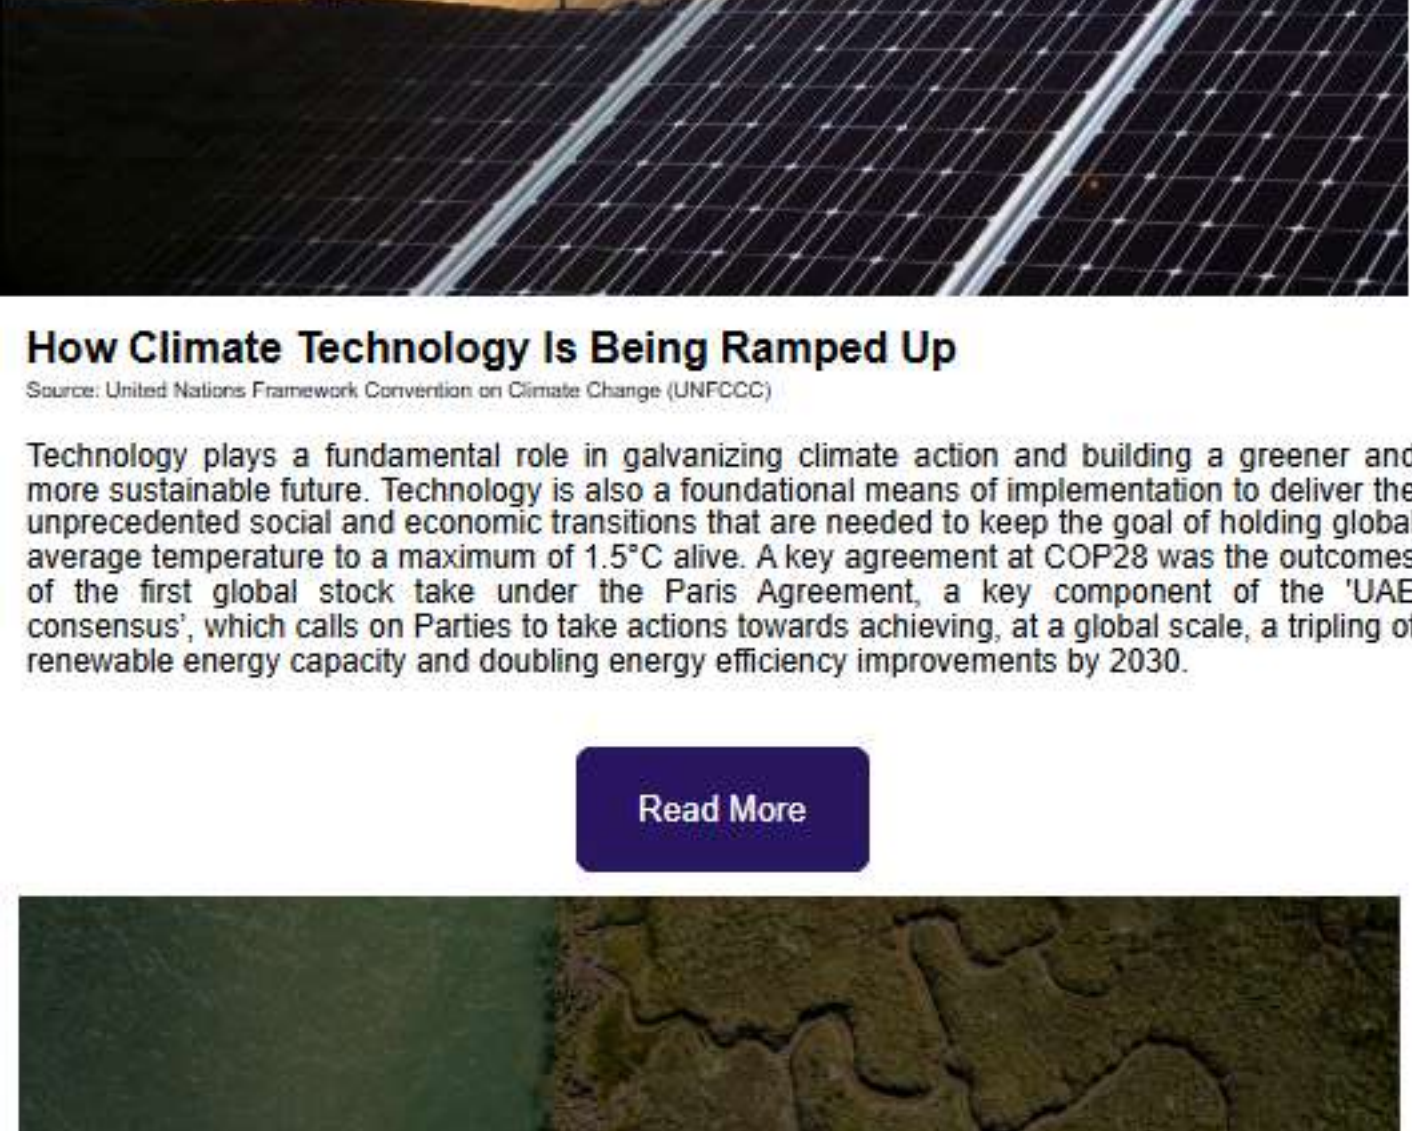 How Climate Technology Is Being Ramped Up
Source: United Nations Framework Convention on Climate Change (UNFCCC)
Technology plays a fundamental role in galvanizing climate action and building a greener and
more sustainable future. Technology is also a foundational means of implementation to deliver the
unprecedented social and economic transitions that are needed to keep the goal of holding global
average temperature to a maximum of 1.5°C alive. A key agreement at COP28 was the outcomes
of the first global stock take under the Paris Agreement, a key component of the 'UAE
consensus’, which calls on Parties to take actions towards achieving, at a global scale, a tripling of
renewable energy capacity and doubling energy efficiency improvements by 2030.
Read More